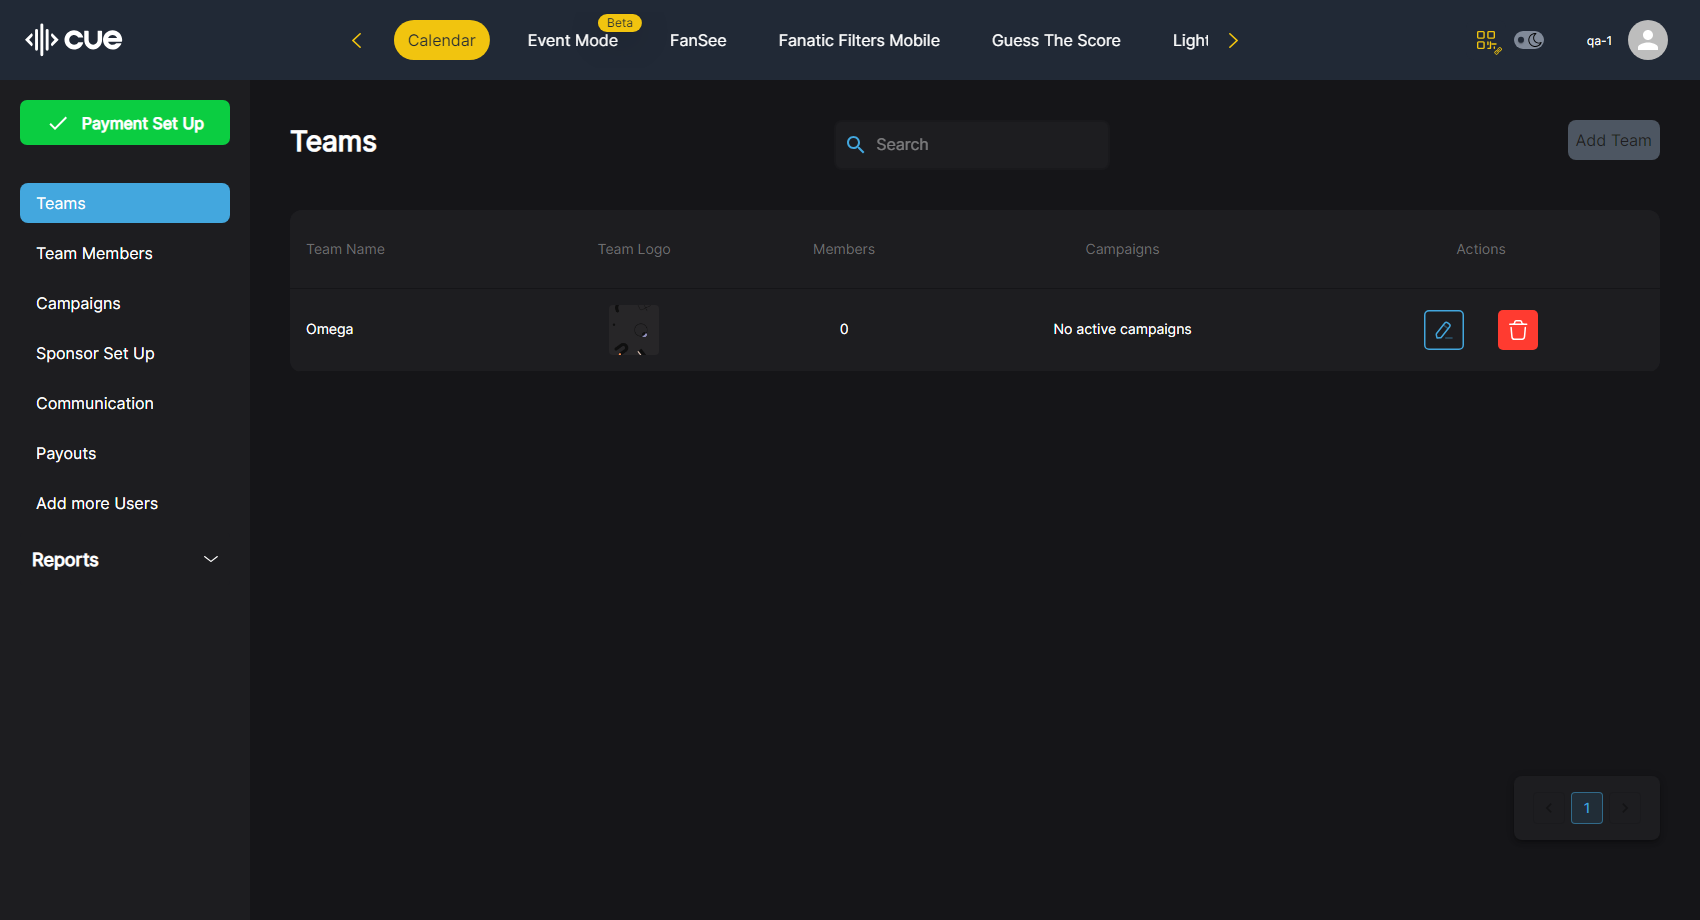 cue
Calendar
Event Mode
Beta
FanSee
Fanatic Filters Mobile
Guess The Score
Light
qa-1
Payment Set Up
Teams
Team Members
Campaigns
Sponsor Set Up
Communication
Payouts
Add more Users
Reports
Teams
Search
Add Team
Team Name Team Logo Members Campaigns Actions
Omega 0 No active campaigns
1